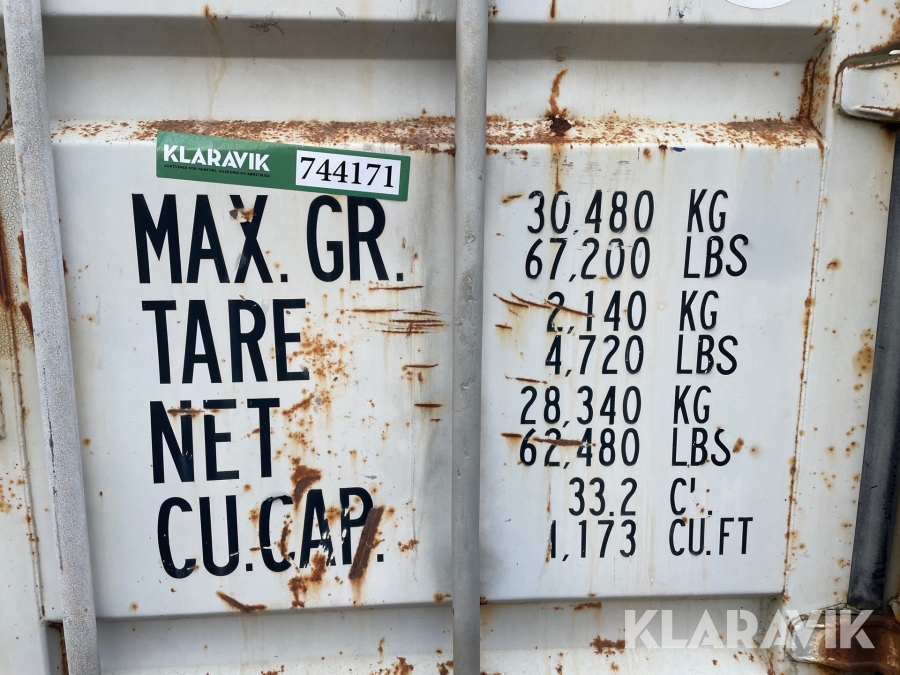 KLARAVIK
744171
MAX. GR. 30,480 KG
67,200 LBS
TARE 2,140 KG
4,720 LBS
NET 28,340 KG
62,480 LBS
CU.CAP. 33.2 C'.
1,173 CU.FT
KLARAVIK